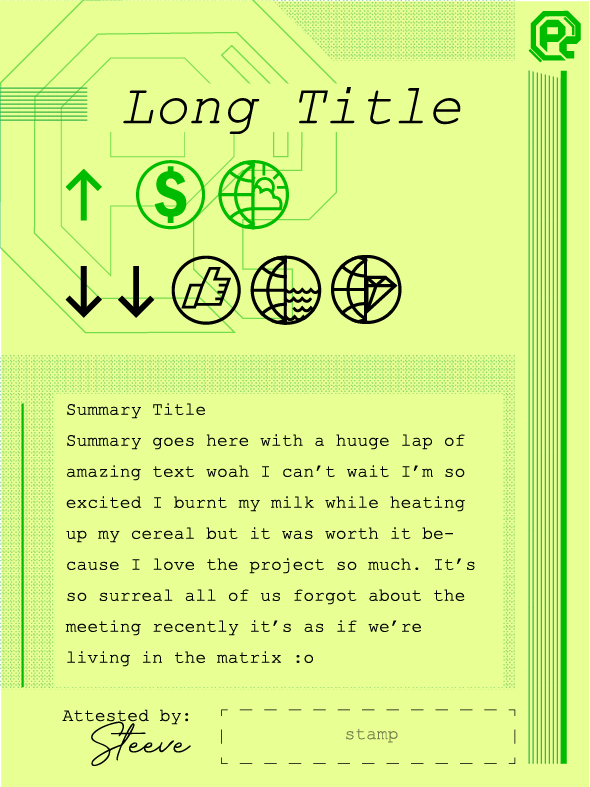 Long Title
$
Summary Title
Summary goes here with a huuge lap of
amazing text woah I can’t wait I’m so
excited I burnt my milk while heating
up my cereal but it was worth it be-
cause I love the project so much. It’s
so surreal all of us forgot about the
meeting recently it’s as if we’re
living in the matrix :o
Attested by:
Steeve
stamp